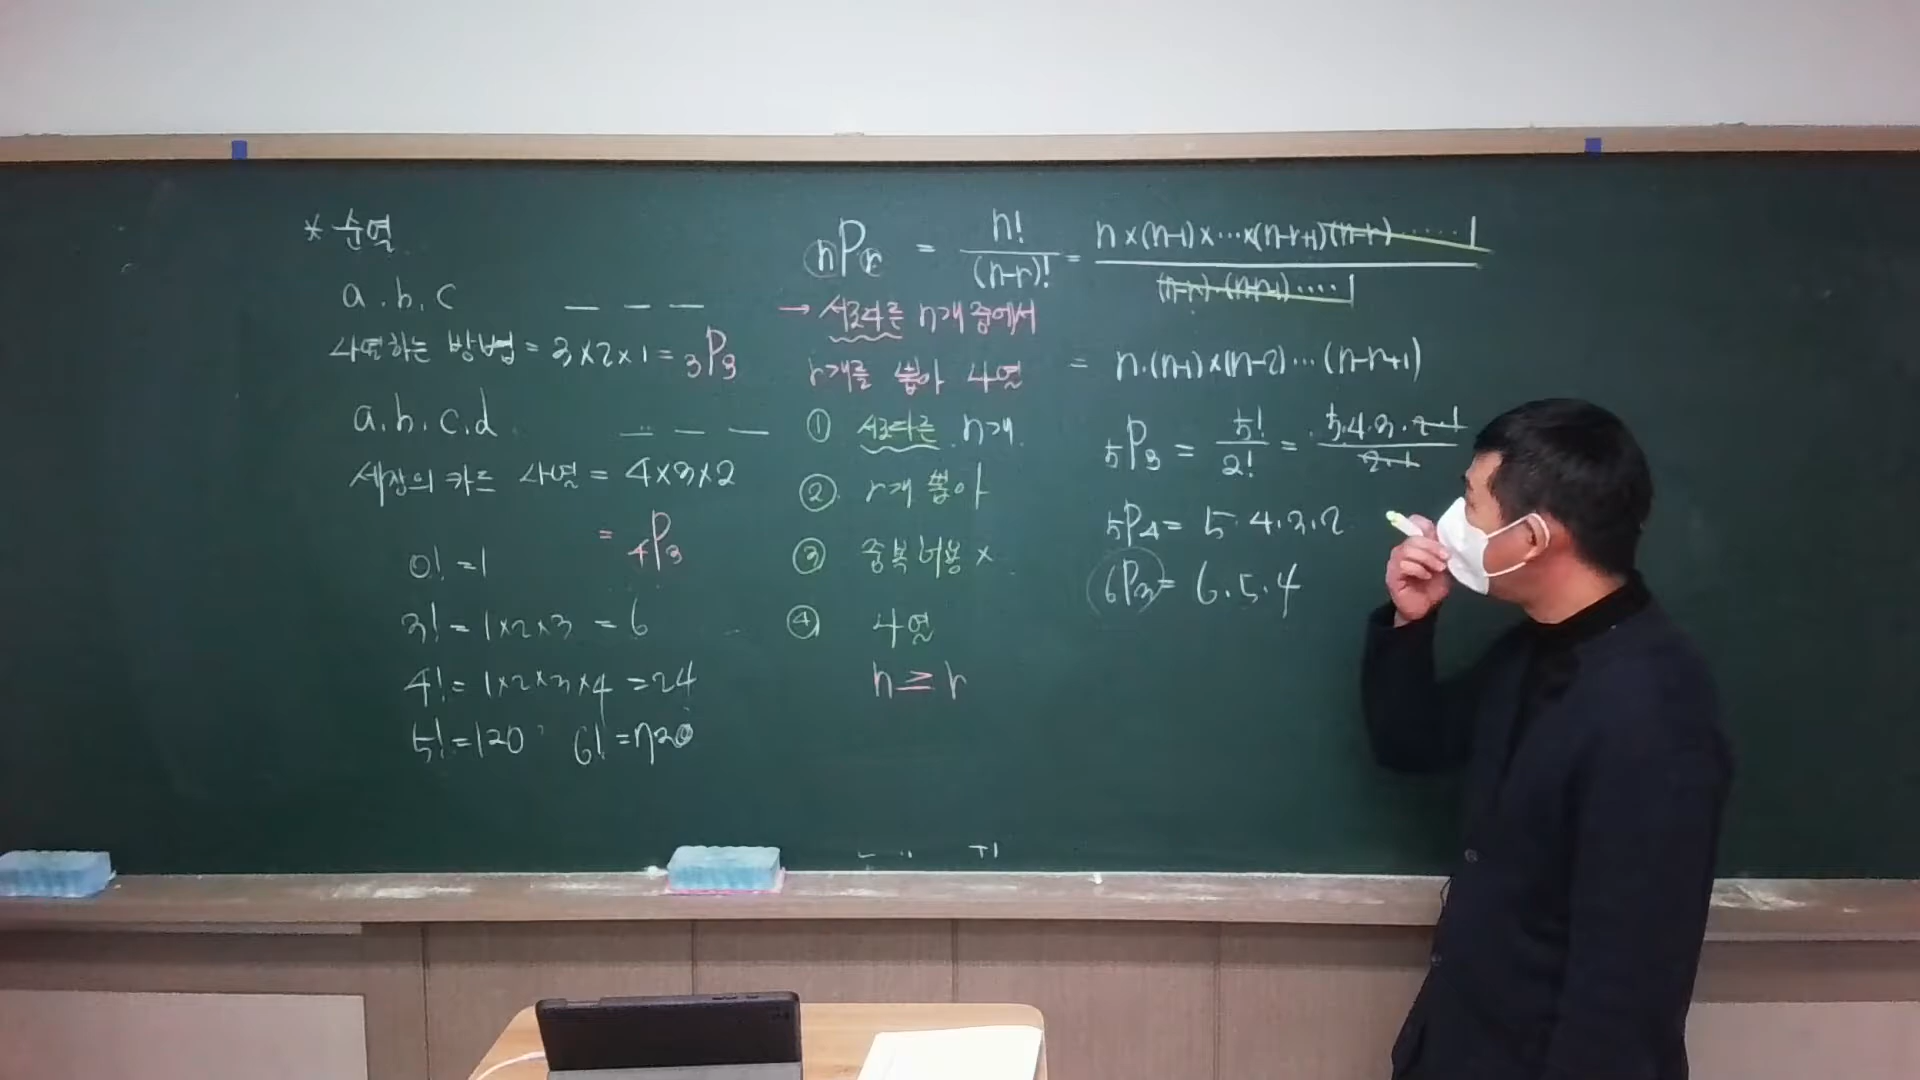 * 순열
a . b . c _ _ _
나열하는 방법 = 3×2×1 = ₃P₃
a. b. c. d _ _ _
세장의 카드 나열 = 4×3×2
= ₄P₃
0! = 1
3! = 1×2×3 = 6
4! = 1×2×3×4 = 24
5! = 120 6! = 720
nPr = n!/(n-r)! = n×(n-1)×…×(n-r+1)(n-r)……1
= n·(n-1)×(n-2)…(n-r+1)
→ 서로다른 n개 중에서
r개를 뽑아 나열
① 서로다른 n개
② r개 뽑아
③ 중복허용 ×
④ 나열
n ≥ r
₅P₃ = 5!/2! = 5.4.3.2.1/2.1
₅P₄ = 5.4.3.2
₆P₃ = 6.5.4